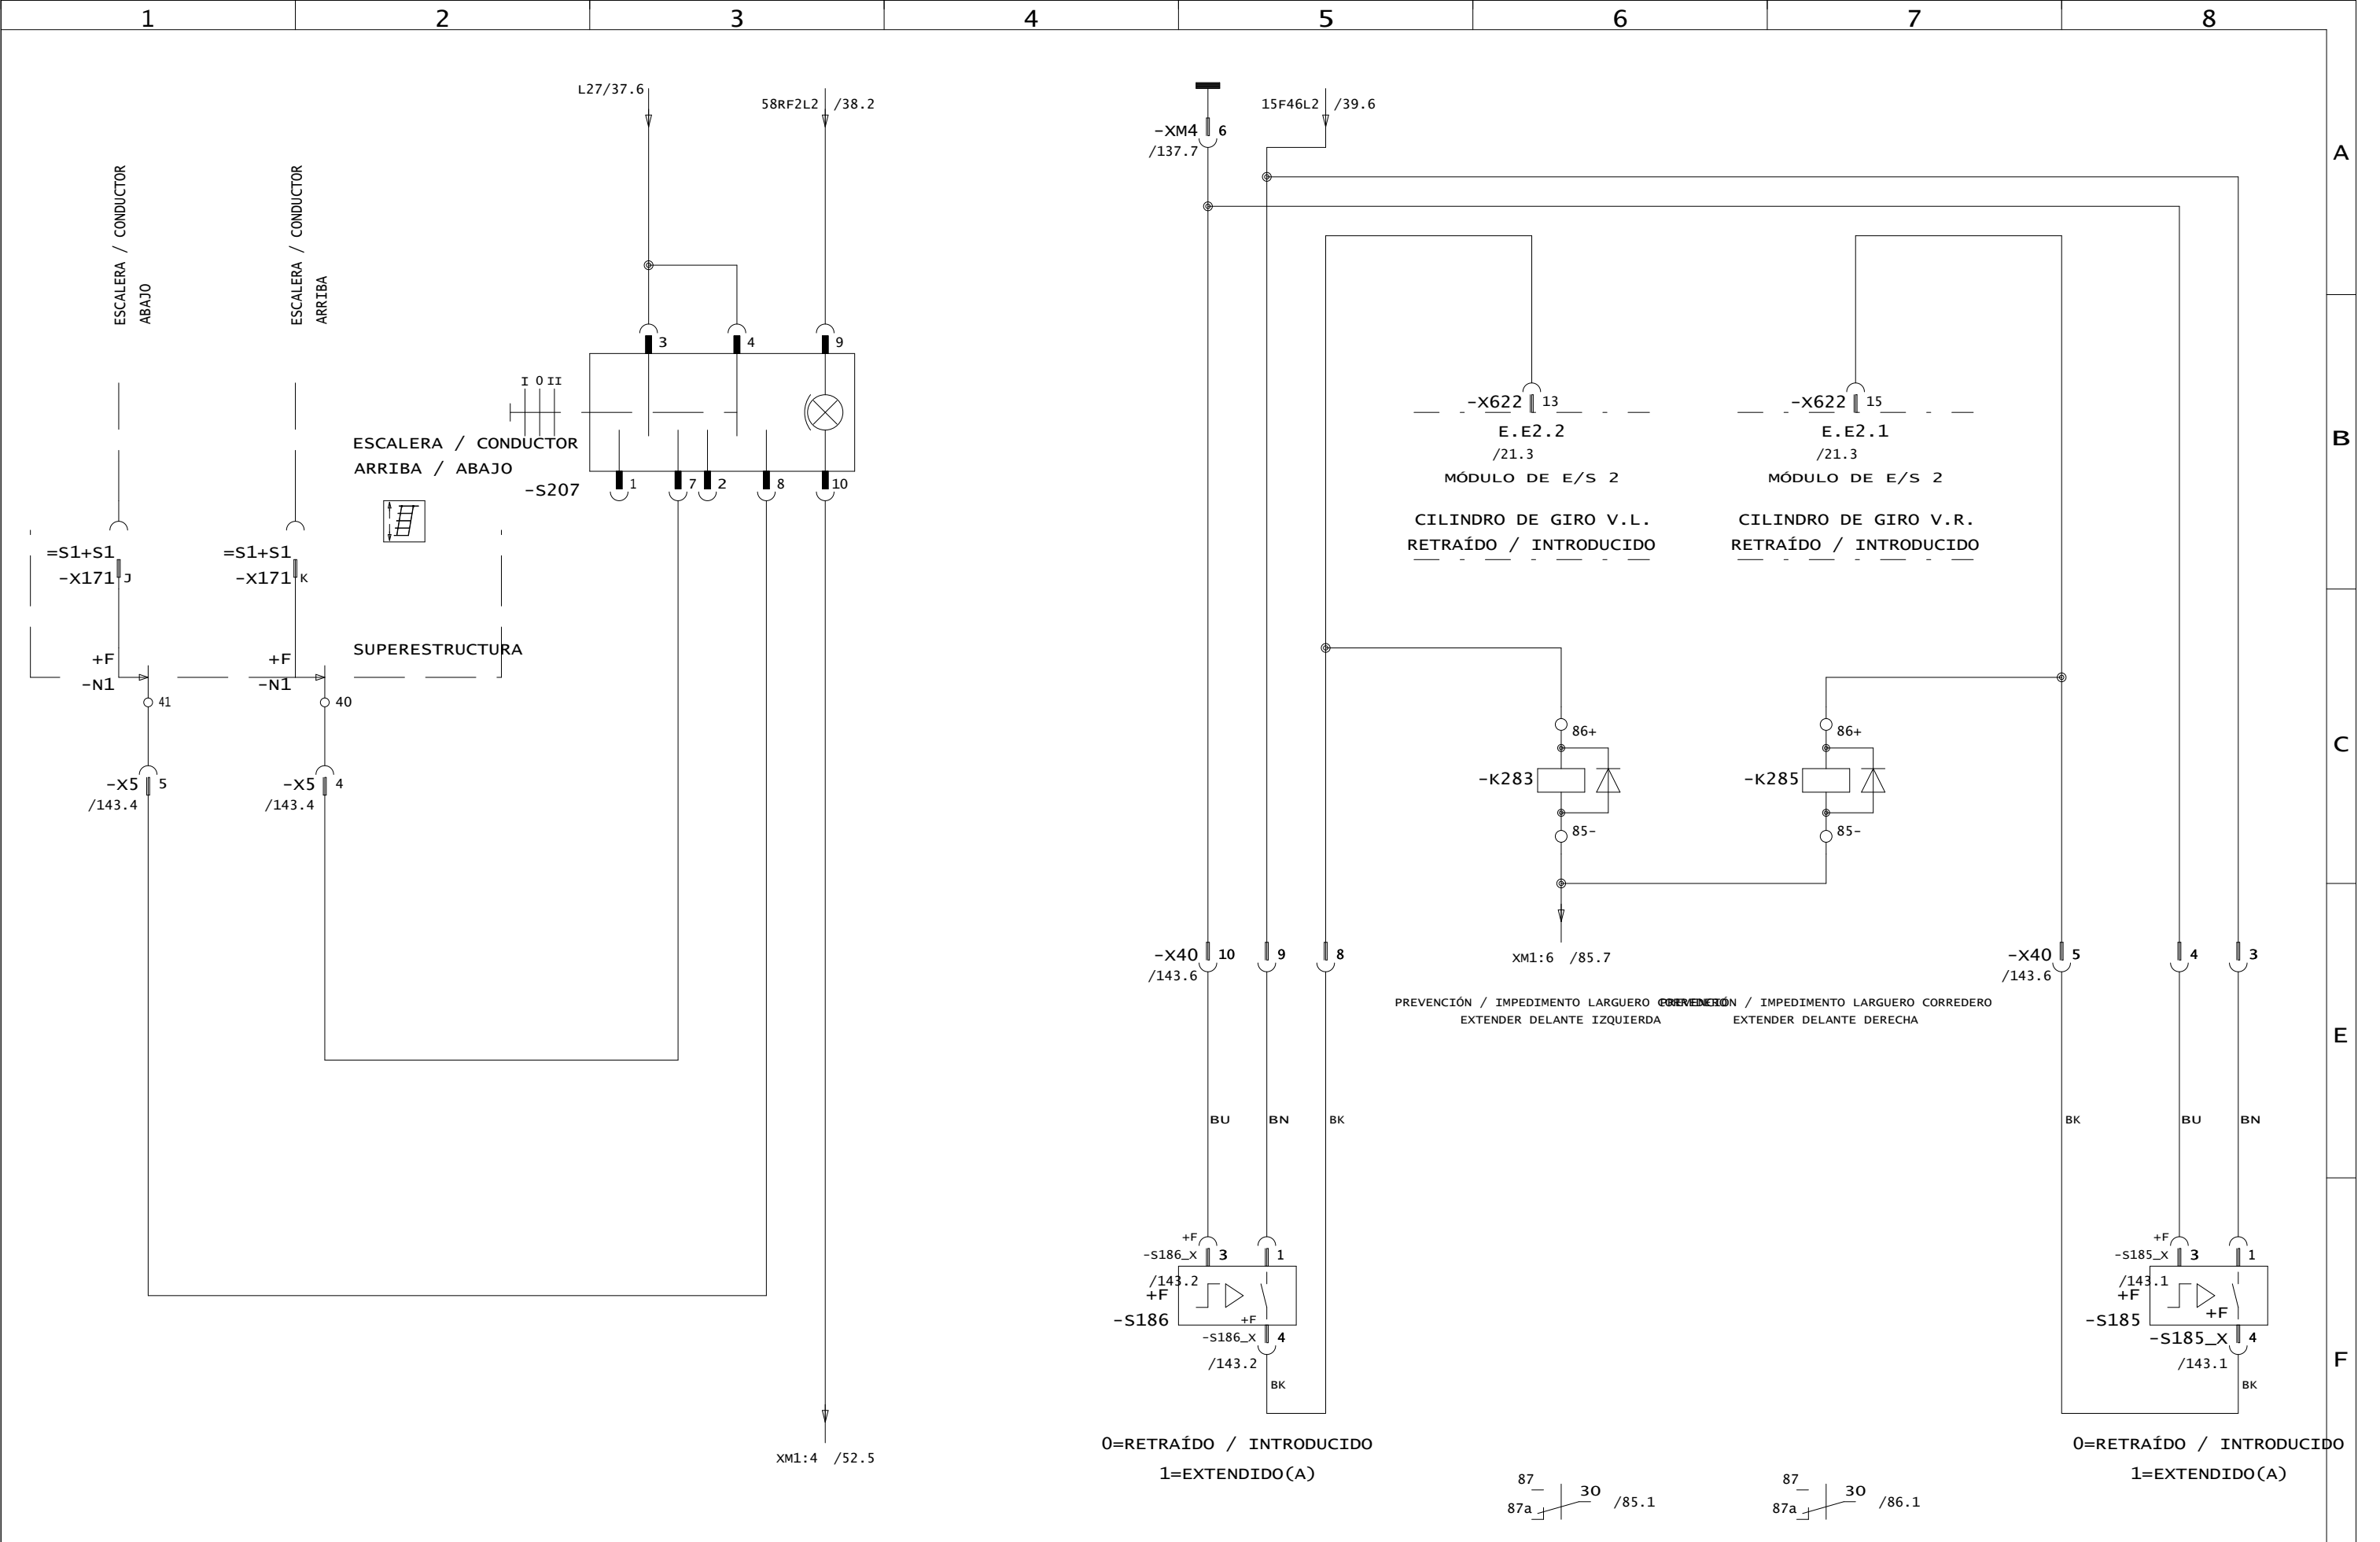 1 2 3 4 5 6 7 8
A
B
C
E
F
L27/37.6
58RF2L2 /38.2
-XM4 6
/137.7
15F46L2 /39.6
ESCALERA / CONDUCTOR
ABAJO
ESCALERA / CONDUCTOR
ARRIBA
3 4 9
I 0 II
ESCALERA / CONDUCTOR
ARRIBA / ABAJO
-S207
1 7 2 8 10
=S1+S1
-X171 J
=S1+S1
-X171 K
SUPERESTRUCTURA
+F
-N1
41
+F
-N1
40
-X5 5
/143.4
-X5 4
/143.4
XM1:4 /52.5
-X622 13
E.E2.2
/21.3
MÓDULO DE E/S 2
CILINDRO DE GIRO V.L.
RETRAÍDO / INTRODUCIDO
-X622 15
E.E2.1
/21.3
MÓDULO DE E/S 2
CILINDRO DE GIRO V.R.
RETRAÍDO / INTRODUCIDO
86+
-K283
85-
86+
-K285
85-
XM1:6 /85.7
PREVENCIÓN / IMPEDIMENTO LARGUERO CORREDERO
EXTENDER DELANTE IZQUIERDA
PREVENCIÓN / IMPEDIMENTO LARGUERO CORREDERO
EXTENDER DELANTE DERECHA
-X40 10 9 8
/143.6
-X40 5 4 3
/143.6
BU BN BK
BK BU BN
+F
-S186_X 3 1
/143.2
+F
-S186
+F
-S186_X 4
/143.2
BK
0=RETRAÍDO / INTRODUCIDO
1=EXTENDIDO(A)
+F
-S185_X 3 1
/143.1
+F
-S185
+F
-S185_X 4
/143.1
BK
0=RETRAÍDO / INTRODUCIDO
1=EXTENDIDO(A)
87
87a 30 /85.1
87
87a 30 /86.1